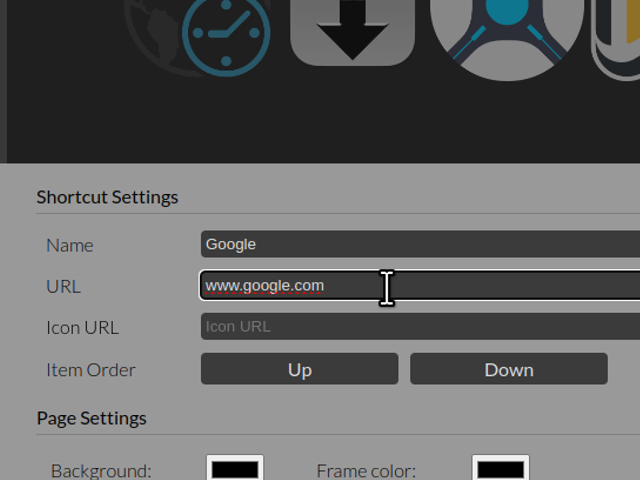 Shortcut Settings
Name Google
URL www.google.com
Icon URL Icon URL
Item Order Up Down
Page Settings
Background: Frame color: